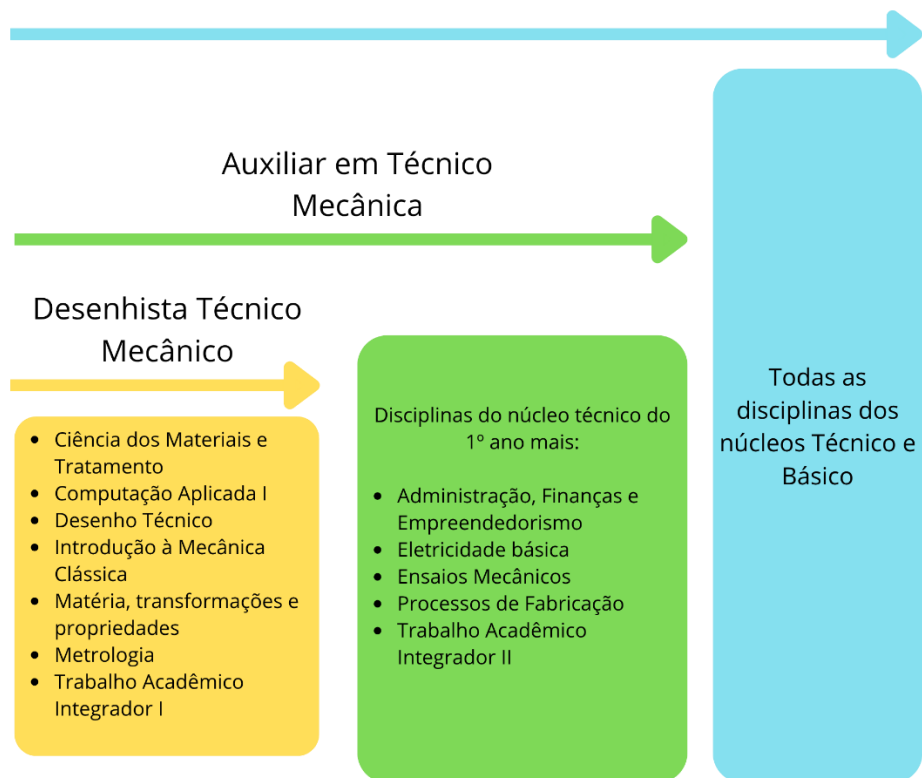 Auxiliar em Técnico
Mecânica
Desenhista Técnico
Mecânico
• Ciência dos Materiais e
Tratamento
• Computação Aplicada I
• Desenho Técnico
• Introdução à Mecânica
Clássica
• Matéria, transformações e
propriedades
• Metrologia
• Trabalho Acadêmico
Integrador I
Disciplinas do núcleo técnico do
1º ano mais:
• Administração, Finanças e
Empreendedorismo
• Eletricidade básica
• Ensaios Mecânicos
• Processos de Fabricação
• Trabalho Acadêmico
Integrador II
Todas as
disciplinas dos
núcleos Técnico e
Básico